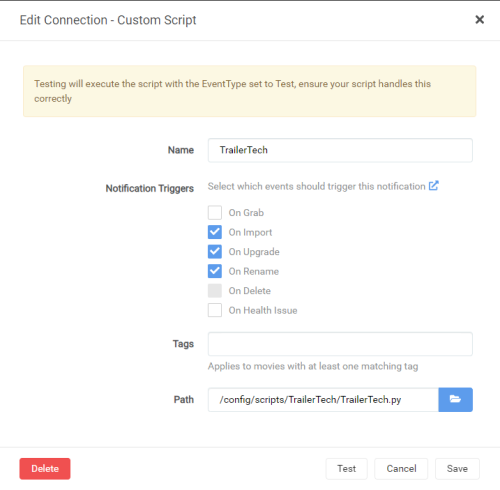 Edit Connection - Custom Script
Testing will execute the script with the EventType set to Test, ensure your script handles this
correctly
Name
TrailerTech
Notification Triggers
Select which events should trigger this notification
On Grab
On Import
On Upgrade
On Rename
On Delete
On Health Issue
Tags
Applies to movies with at least one matching tag
Path
/config/scripts/TrailerTech/TrailerTech.py
Delete
Test
Cancel
Save